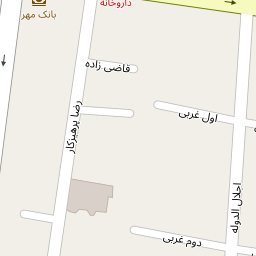 داروخانه
بانک مهر
قاضی زاده
اول غربی
رضا پرهیزکار
اجلال الدوله
دوم غربی